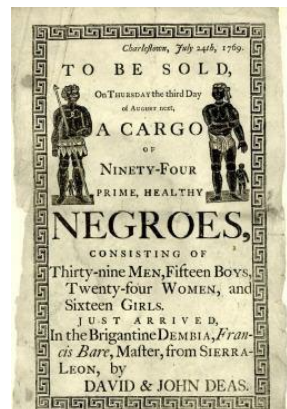 Charlestown, July 24th, 1769.
TO BE SOLD,
On THURSDAY the third Day
of AUGUST next,
A CARGO
OF
NINETY-FOUR
PRIME, HEALTHY
NEGROES,
CONSISTING OF
Thirty-nine MEN, Fifteen BOYS,
Twenty-four WOMEN, and
Sixteen GIRLS.
JUST ARRIVED,
In the Brigantine DEMBIA, Fran-
cis Bare, Master, from SIERRA-
LEON, by
DAVID & JOHN DEAS.